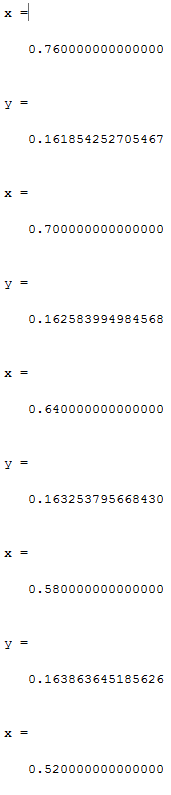 x =
0.760000000000000
y =
0.161854252705467
x =
0.700000000000000
y =
0.162583994984568
x =
0.640000000000000
y =
0.163253795668430
x =
0.580000000000000
y =
0.163863645185626
x =
0.520000000000000